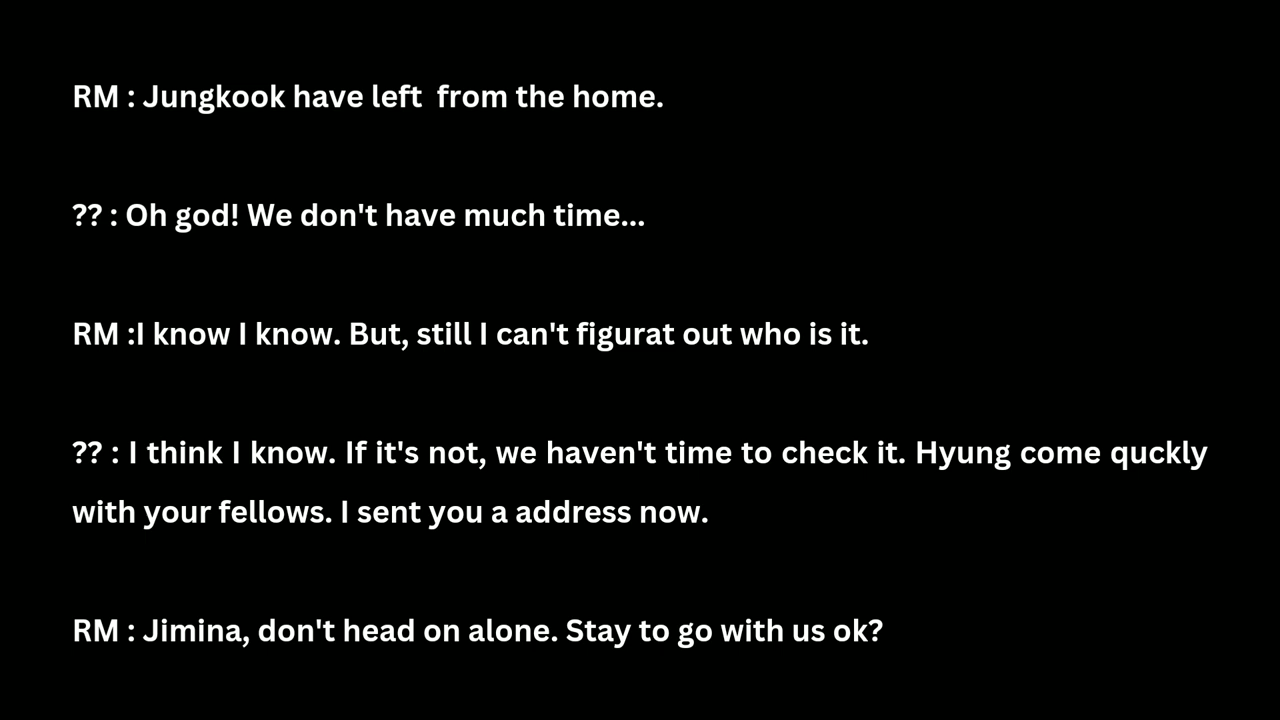 RM : Jungkook have left  from the home.
?? : Oh god! We don't have much time...
RM :I know I know. But, still I can't figurat out who is it.
?? : I think I know. If it's not, we haven't time to check it. Hyung come quckly
with your fellows. I sent you a address now.
RM : Jimina, don't head on alone. Stay to go with us ok?